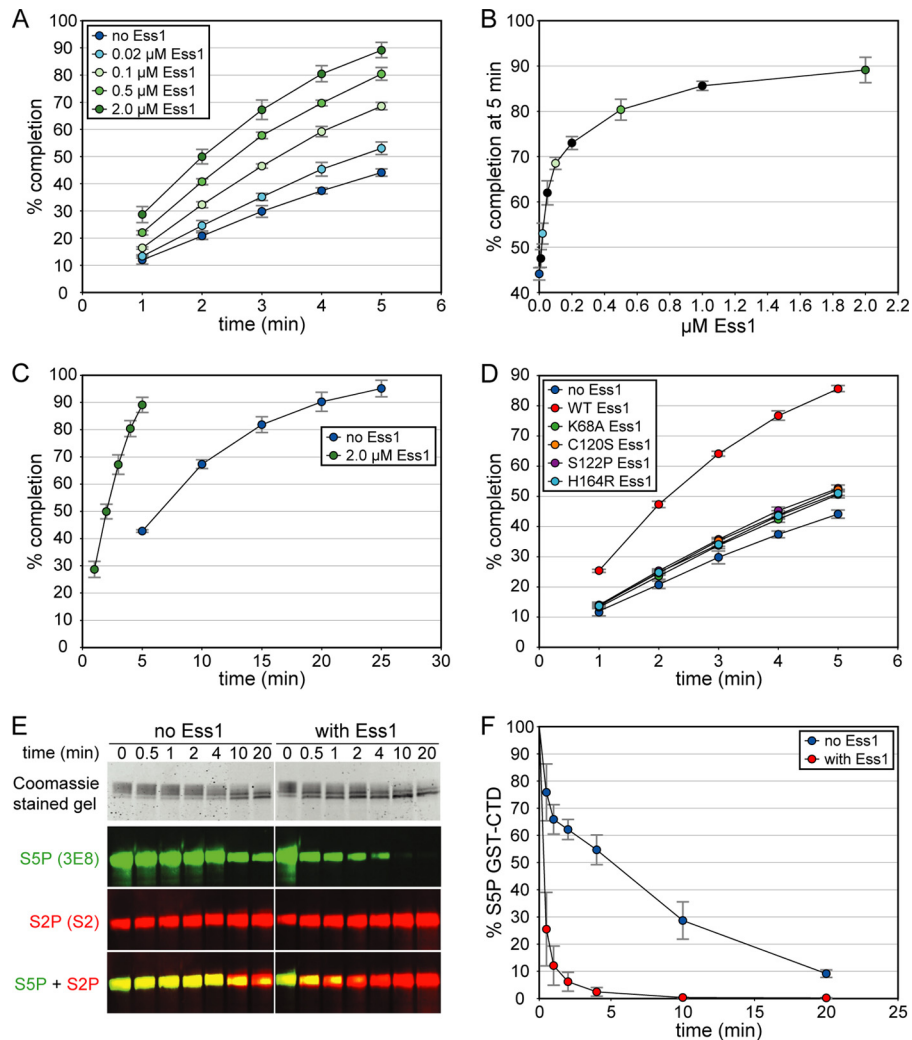 A
% completion
100
90
80
70
60
50
40
30
20
10
0
no Ess1
0.02 µM Ess1
0.1 µM Ess1
0.5 µM Ess1
2.0 µM Ess1
0 1 2 3 4 5 6
time (min)
B
% completion at 5 min
100
90
80
70
60
50
40
0.0 0.2 0.4 0.6 0.8 1.0 1.2 1.4 1.6 1.8 2.0 2.2
µM Ess1
C
% completion
100
90
80
70
60
50
40
30
20
10
0
no Ess1
2.0 µM Ess1
0 5 10 15 20 25 30
time (min)
D
% completion
90
80
70
60
50
40
30
20
10
0
no Ess1
WT Ess1
K68A Ess1
C120S Ess1
S122P Ess1
H164R Ess1
0 1 2 3 4 5 6
time (min)
E
no Ess1 with Ess1
time (min) 0 0.5 1 2 4 10 20 0 0.5 1 2 4 10 20
Coomassie
stained gel
S5P (3E8)
S2P (S2)
S5P + S2P
F
% S5P GST-CTD
100
90
80
70
60
50
40
30
20
10
0
no Ess1
with Ess1
0 5 10 15 20 25
time (min)